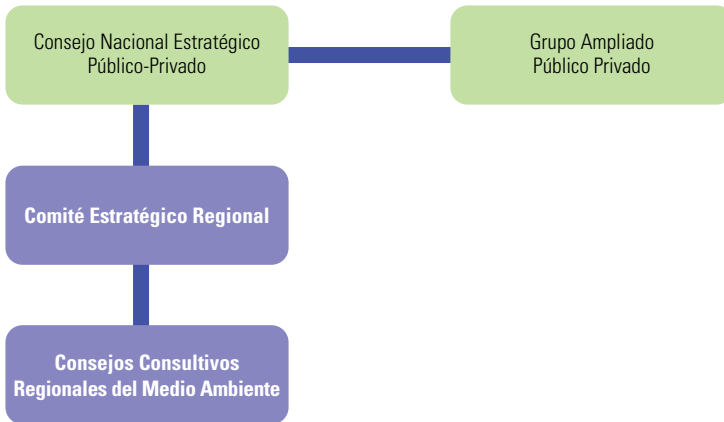 Consejo Nacional Estratégico
Público-Privado
Grupo Ampliado
Público Privado
Comité Estratégico Regional
Consejos Consultivos
Regionales del Medio Ambiente